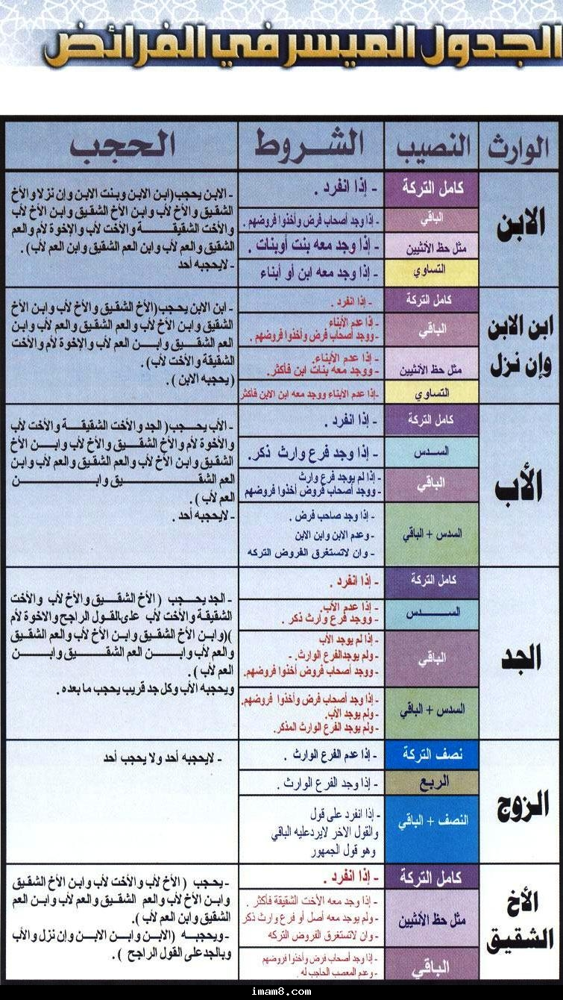 الجدول الميسر في الفرائض
الوارث
النصيب
الشروط
الحجب
الابن
كامل التركة
- إذا انفرد .
الباقي
- إذا وجد أصحاب فرض وأخذوا فروضهم .
مثل حظ الأنثيين
- إذا وجد معه بنت أوبنات .
التساوي
- إذا وجد معه ابن أو أبناء
- الابن يحجب (ابن الابن وبنت الابن وإن نزلا والأخ
الشقيق والأخ لأب وابن الأخ الشقيق وابن الأخ لأب
والأخت الشقيقة والأخت لأب والإخوة لأم والعم
الشقيق والعم لأب وابن العم الشقيق وابن العم لأب) .
- لايحجبه أحد
ابن الابن
وإن نزل
كامل التركة
- إذا انفرد .
الباقي
- إذا عدم الأبناء
- ووجد أصحاب فرض وأخذوا فروضهم .
مثل حظ الأنثيين
- إذا عدم الأبناء.
- ووجد معه بنات ابن فأكثر.
التساوي
-إذا عدم الأبناء ووجد معه ابن الابن فأكثر
- ابن الابن يحجب (الأخ الشقيق والأخ لأب وابن الأخ
الشقيق وابن الأخ لأب والعم الشقيق والعم لأب وابن
لعم الشقيق وابن العم لأب والإخوة لأم والأخت
الشقيقة والأخت لأب) .
( يحجبه الابن ) .
الأب
كامل التركة
- إذا انفرد .
السدس
- إذا وجد فرع وارث ذكر.
الباقي
- إذا لم يوجد فرع وارث
- ووجد أصحاب فروض أخذوا فروضهم
السدس + الباقي
- إذا وجد صاحب فرض .
- وعدم الابن وابن الابن
- وان لاتستغرق الفروض التركه
- الأب يحجب ( الجد والأخت الشقيقة والأخت لأب
والأخوة لأم والأخ الشقيق والأخ لأب وابن الأخ
الشقيق وابن الأخ لأب والعم الشقيق والعم لأب وابن
العم الشقيق وابن
العم لأب ) .
- لايحجبه أحد .
الجد
كامل التركة
- إذا انفرد .
السدس
- إذا عدم الأب.
- ووجد فرع وارث ذكر .
الباقي
إذا لم يوجد الأب
- ولم يوجدالفرع الوارث. -
- ووجد أصحاب فروض أخذوا فروضهم.
السدس + الباقي
- إذا وجد أصحاب فرض وأخذوا فروضهم.
- ولم يوجد الأب.
- ولم يوجد الفرع الوارث المذكر.
- الجد يحجب ( الأخ الشقيق والأخ لأب والأخت
الشقيقة والأخت لأب على القول الراجح والاخوة لأم
)(وابن الأخ الشقيق وابن الأخ لأب والعم الشقيق
والعم لأب وابن العم الشقيق وابن
العم لأب ) .
ويحجبه الأب وكل جد قريب يحجب ما بعده .
الزوج
نصف التركة
- إذا عدم الفرع الوارث .
الربع
- إذا وجد الفرع الوارث .
النصف + الباقي
- إذا انفرد على قول
والقول الاخر لايرد عليه الباقي
وهو قول الجمهور
- لايحجبه أحد ولا يحجب أحد
الأخ
الشقيق
كامل التركة
- إذا انفرد .
مثل حظ الأنثيين
- إذا وجد معه الأخت الشقيقة فأكثر .
- ولم يوجد معه أصل أو فرع وارث ذكر
- وان لاتستغرق الفروض التركه
الباقي
- إذا وجد أصحاب فرض وأخذوا فروضهم
- وعدم المعصب الحاجب له .
- يحجب ( الأخ لأب والأخت لأب وابن الأخ الشقيق
وابن الأخ لأب والعم الشقيق والعم لأب وابن العم
الشقيق وابن العم لأب ).
- ويحجبه (الابن وابن الابن وإن نزل والأب
وبالجد على القول الراجح ) .
imam8.com